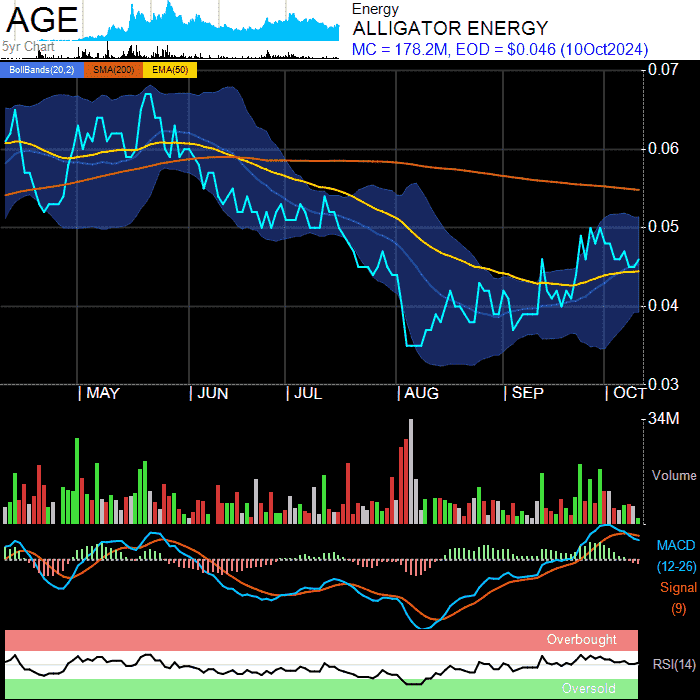 AGE
5yr Chart
Energy
ALLIGATOR ENERGY
MC = 178.2M, EOD = $0.046 (10Oct2024)
BollBands(20,2) SMA(200) EMA(50)
0.07
0.06
0.05
0.04
0.03
| MAY | JUN | JUL | AUG | SEP | OCT
34M
Volume
MACD
(12-26)
Signal
(9)
Overbought
RSI(14)
Oversold